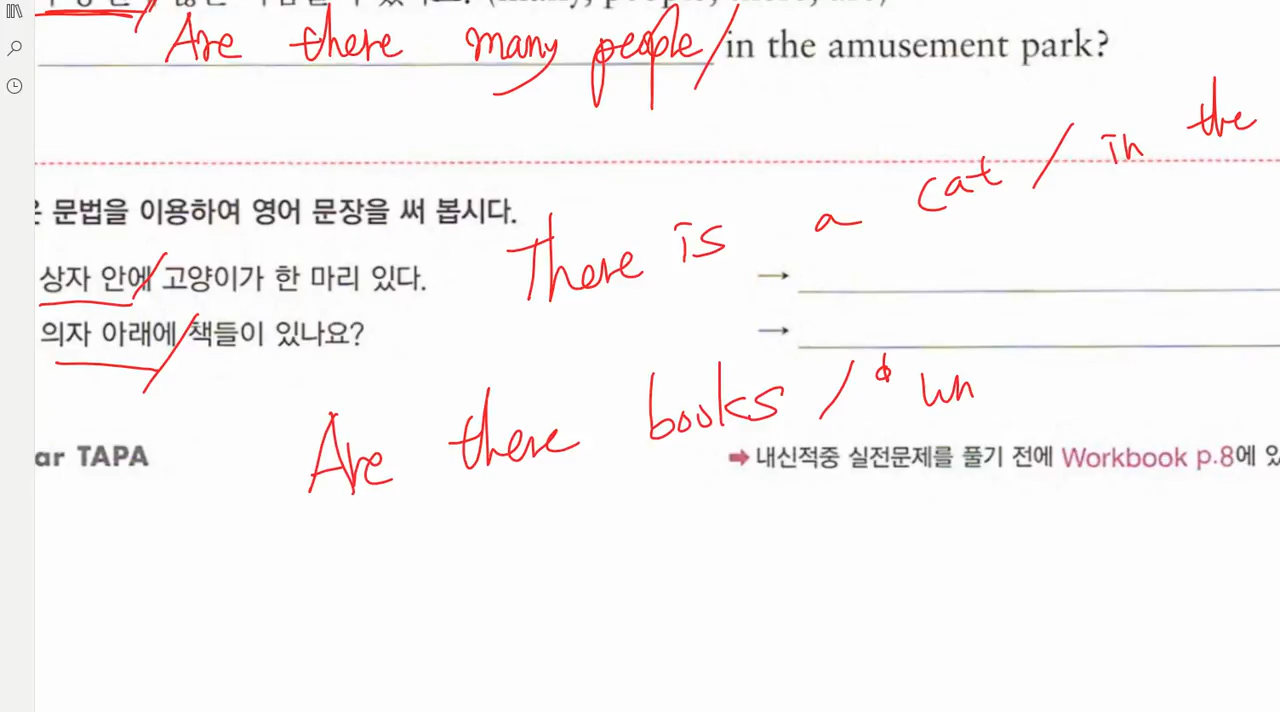 Are there many people / in the amusement park?
문법을 이용하여 영어 문장을 써 봅시다.
There is a cat / in the
상자 안에 / 고양이가 한 마리 있다. →
의자 아래에 / 책들이 있나요? →
Are there books / un
ar TAPA
➡ 내신적중 실전문제를 풀기 전에 Workbook p.8에 있